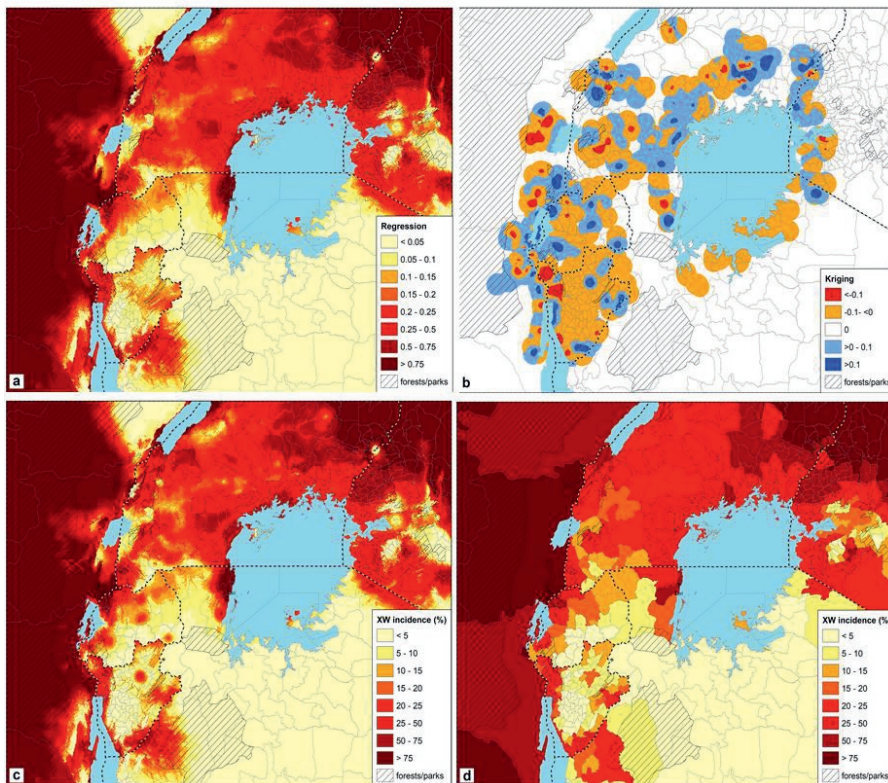 Regression
< 0.05
0.05 - 0.1
0.1 - 0.15
0.15 - 0.2
0.2 - 0.25
0.25 - 0.5
0.5 - 0.75
> 0.75
forests/parks
a
Kriging
<-0.1
-0.1- <0
0
>0 - 0.1
>0.1
forests/parks
b
XW incidence (%)
< 5
5 - 10
10 - 15
15 - 20
20 - 25
25 - 50
50 - 75
> 75
forests/parks
c
XW incidence (%)
< 5
5 - 10
10 - 15
15 - 20
20 - 25
25 - 50
50 - 75
> 75
forests/parks
d